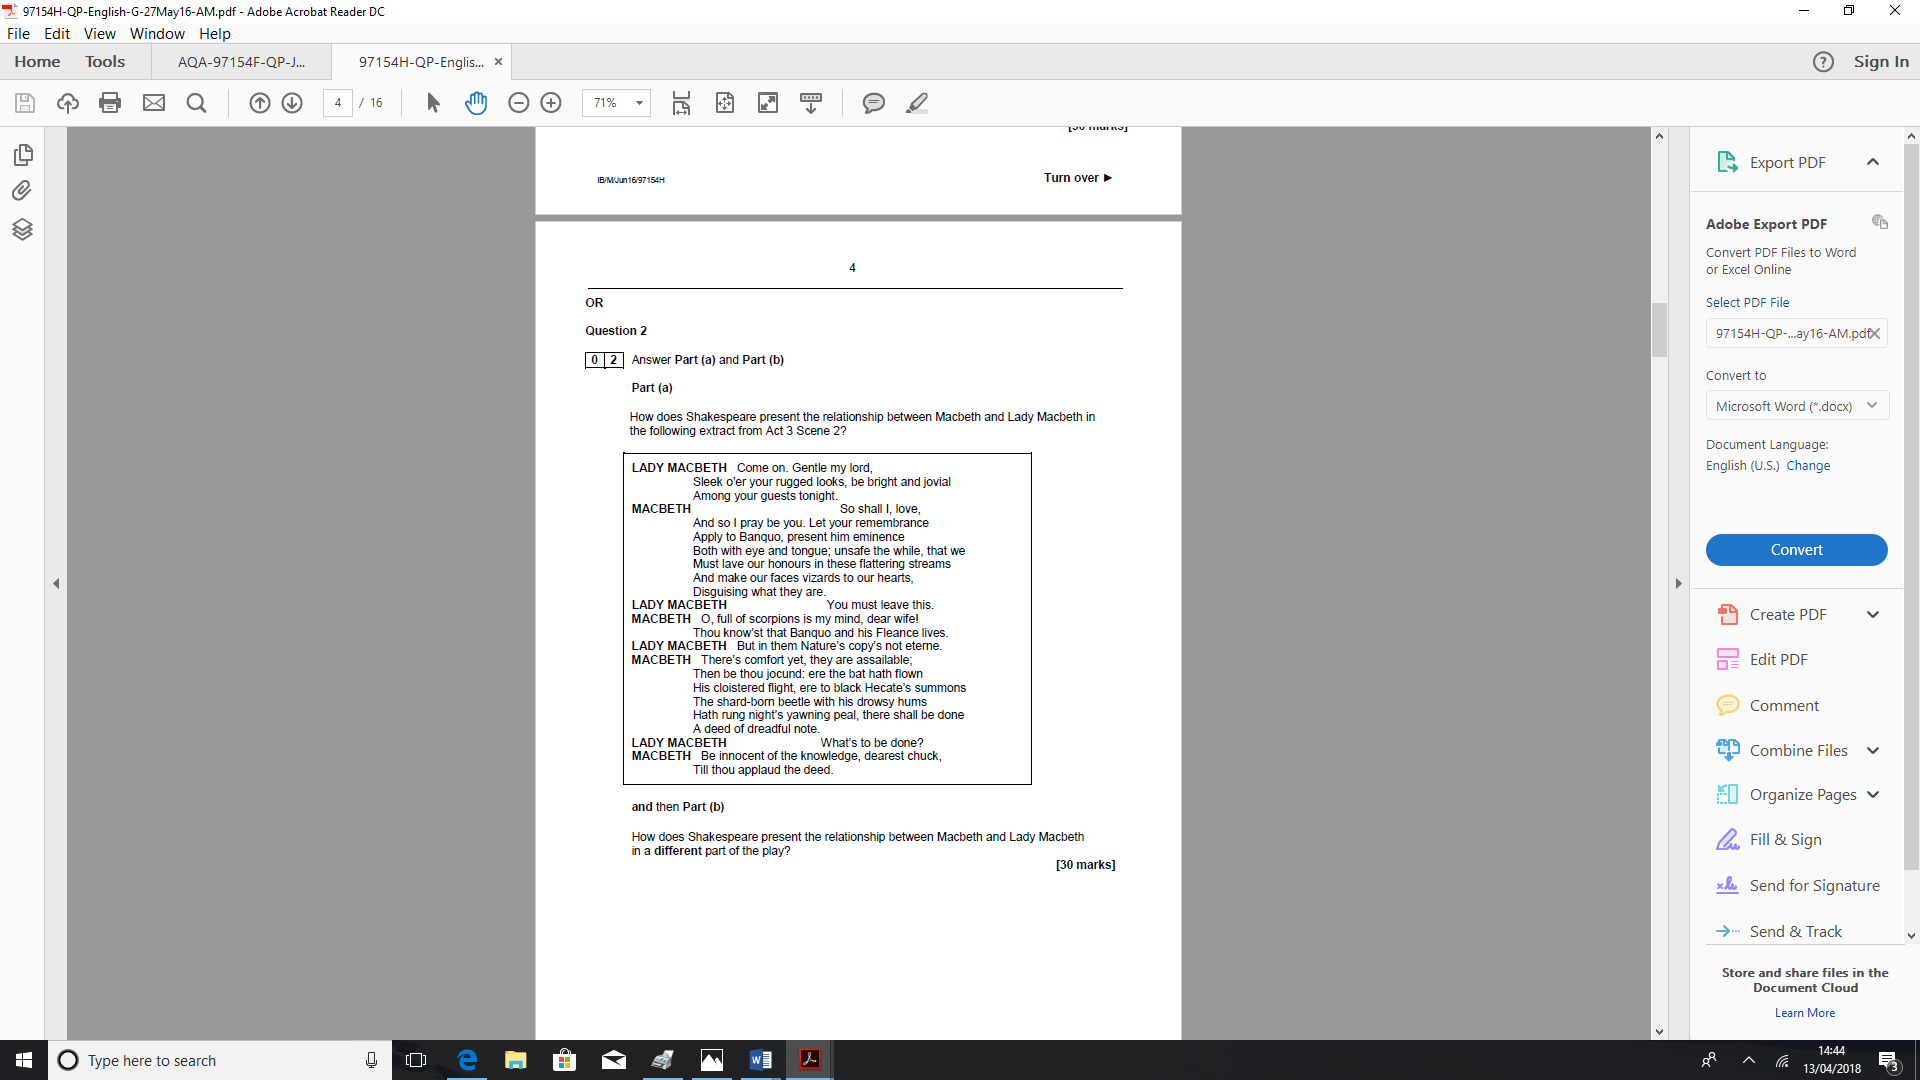 97154H-QP-English-G-27May16-AM.pdf - Adobe Acrobat Reader DC
File Edit View Window Help
Home Tools AQA-97154F-QP-J... 97154H-QP-Englis... ×
Sign In
4 / 16 71%
[30 marks]
IB/M/Jun16/97154H Turn over ►
4
OR
Question 2
0 2 Answer Part (a) and Part (b)
Part (a)
How does Shakespeare present the relationship between Macbeth and Lady Macbeth in
the following extract from Act 3 Scene 2?
LADY MACBETH Come on. Gentle my lord,
Sleek o'er your rugged looks, be bright and jovial
Among your guests tonight.
MACBETH So shall I, love,
And so I pray be you. Let your remembrance
Apply to Banquo, present him eminence
Both with eye and tongue; unsafe the while, that we
Must lave our honours in these flattering streams
And make our faces vizards to our hearts,
Disguising what they are.
LADY MACBETH You must leave this.
MACBETH O, full of scorpions is my mind, dear wife!
Thou know'st that Banquo and his Fleance lives.
LADY MACBETH But in them Nature's copy's not eterne.
MACBETH There's comfort yet, they are assailable;
Then be thou jocund: ere the bat hath flown
His cloistered flight, ere to black Hecate's summons
The shard-born beetle with his drowsy hums
Hath rung night's yawning peal, there shall be done
A deed of dreadful note.
LADY MACBETH What's to be done?
MACBETH Be innocent of the knowledge, dearest chuck,
Till thou applaud the deed.
and then Part (b)
How does Shakespeare present the relationship between Macbeth and Lady Macbeth
in a different part of the play?
[30 marks]
Export PDF
Adobe Export PDF
Convert PDF Files to Word
or Excel Online
Select PDF File
97154H-QP-...ay16-AM.pdf
Convert to
Microsoft Word (*.docx)
Document Language:
English (U.S.) Change
Convert
Create PDF
Edit PDF
Comment
Combine Files
Organize Pages
Fill & Sign
Send for Signature
Send & Track
Store and share files in the
Document Cloud
Learn More
Type here to search
14:44
13/04/2018
3